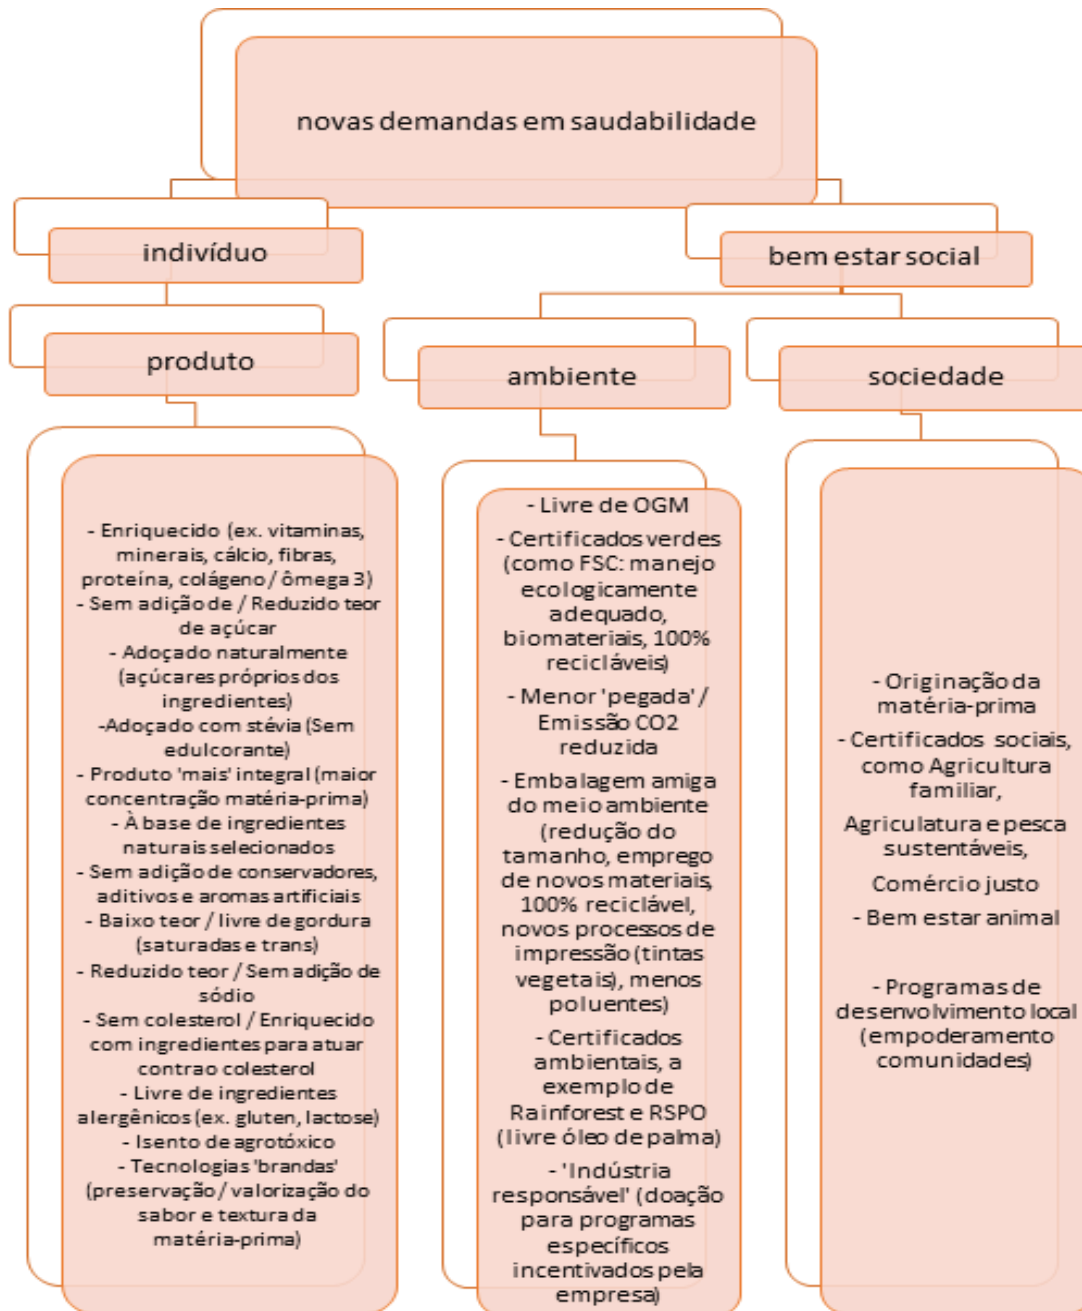 novas demandas em saudabilidade
indivíduo
bem estar social
produto
ambiente
sociedade
- Enriquecido (ex. vitaminas,
minerais, cálcio, fibras,
proteína, colágeno / ômega 3)
- Sem adição de / Reduzido teor
de açúcar
- Adoçado naturalmente
(açúcares próprios dos
ingredientes)
-Adoçado com stévia (Sem
edulcorante)
- Produto 'mais' integral (maior
concentração matéria-prima)
- À base de ingredientes
naturais selecionados
- Sem adição de conservadores,
aditivos e aromas artificiais
- Baixo teor / livre de gordura
(saturadas e trans)
- Reduzido teor / Sem adição de
sódio
- Sem colesterol / Enriquecido
com ingredientes para atuar
contrao colesterol
- Livre de ingredientes
alergênicos (ex. gluten, lactose)
- Isento de agrotóxico
- Tecnologias 'brandas'
(preservação / valorização do
sabor e textura da
matéria-prima)
- Livre de OGM
- Certificados verdes
(como FSC: manejo
ecologicamente
adequado,
biomateriais, 100%
recicláveis)
- Menor 'pegada' /
Emissão CO2
reduzida
- Embalagem amiga
do meio ambiente
(redução do
tamanho, emprego
de novos materiais,
100% reciclável,
novos processos de
impressão (tintas
vegetais), menos
poluentes)
- Certificados
ambientais, a
exemplo de
Rainforest e RSPO
(livre óleo de palma)
- 'Indústria
responsável' (doação
para programas
específicos
incentivados pela
empresa)
- Originação da
matéria-prima
- Certificados sociais,
como Agricultura
familiar,
Agriculatura e pesca
sustentáveis,
Comércio justo
- Bem estar animal
- Programas de
desenvolvimento local
(empoderamento
comunidades)